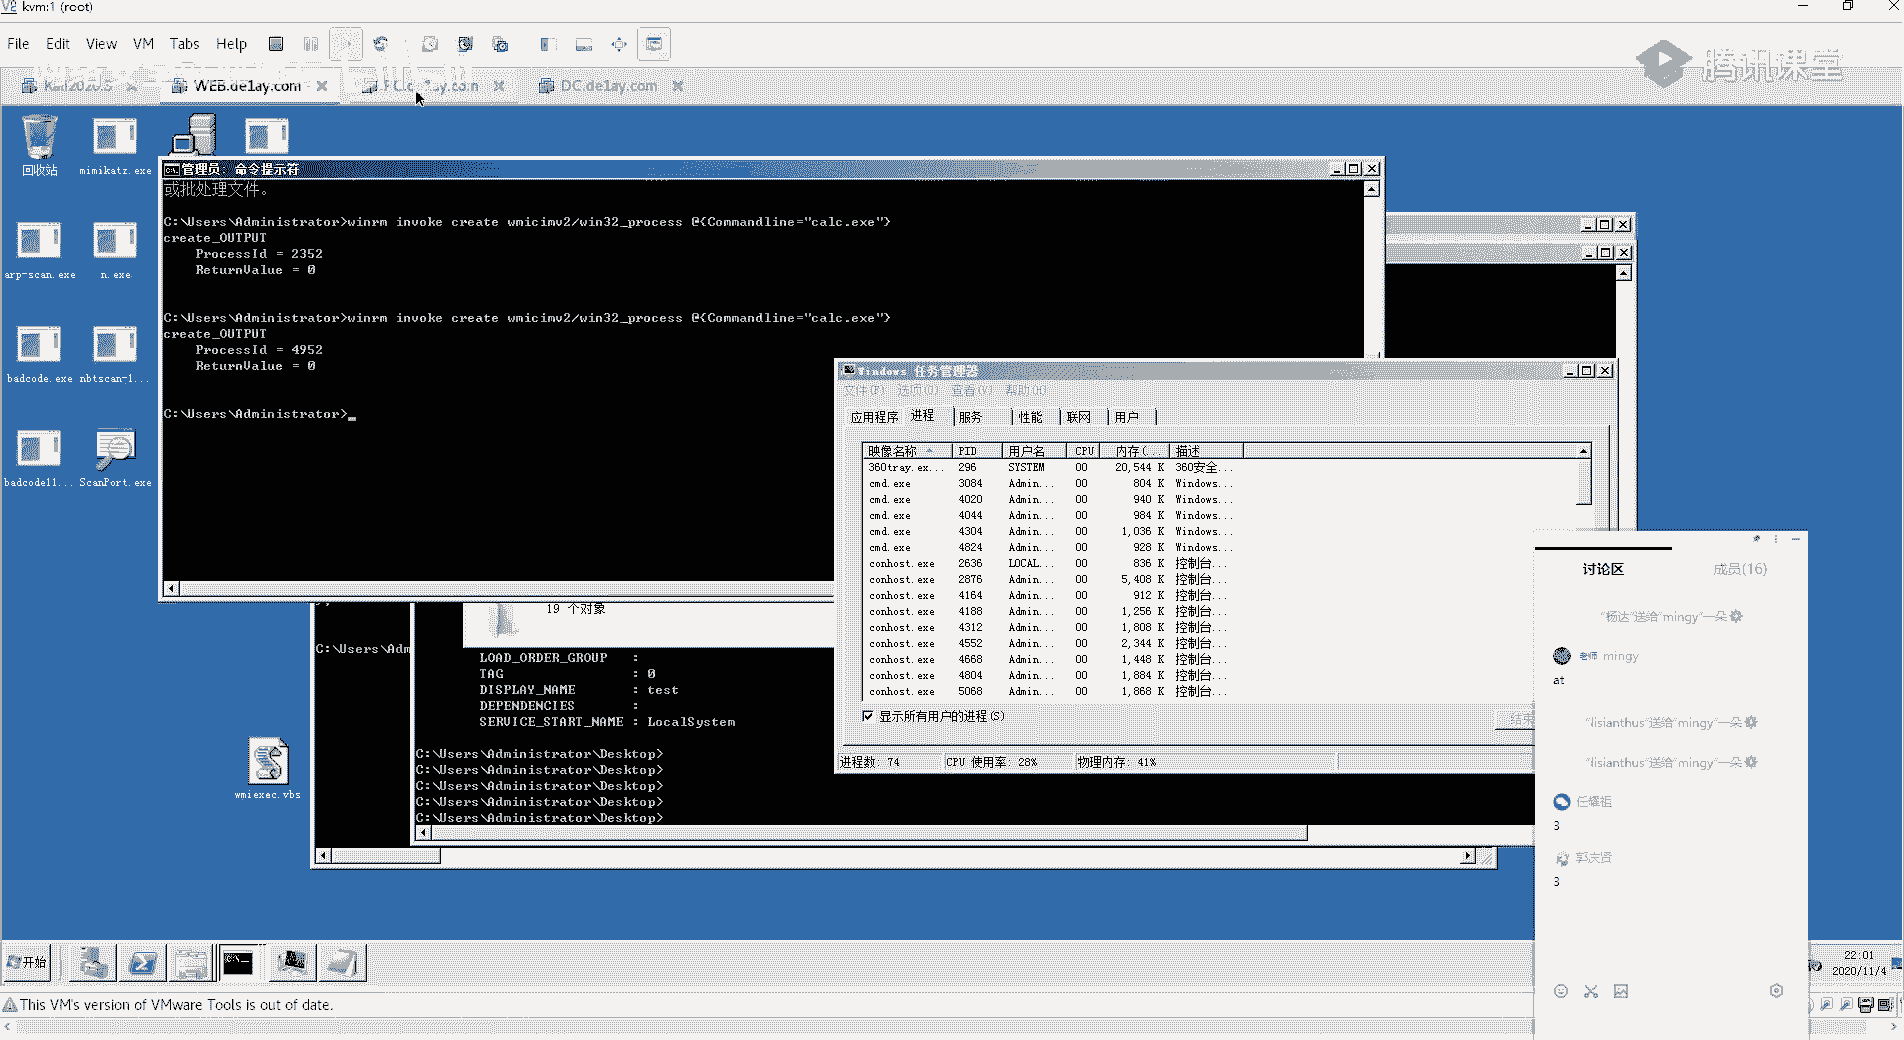 kvm:1 (root)
File Edit View VM Tabs Help
腾讯课堂
WEB.de1ay.com
DC.de1ay.com
回收站
mimikatz.exe
arp-scan.exe
n.exe
badcode.exe
nbtscan-1...
badcode11...
ScanPort.exe
wmiexec.vbs
管理员: 命令提示符
或批处理文件。
C:\Users\Administrator>winrm invoke create wmicimv2/win32_process @{Commandline="calc.exe"}
create_OUTPUT
ProcessId = 2352
ReturnValue = 0
C:\Users\Administrator>winrm invoke create wmicimv2/win32_process @{Commandline="calc.exe"}
create_OUTPUT
ProcessId = 4952
ReturnValue = 0
C:\Users\Administrator>_
19 个对象
C:\Users\Adm
LOAD_ORDER_GROUP :
TAG : 0
DISPLAY_NAME : test
DEPENDENCIES :
SERVICE_START_NAME : LocalSystem
C:\Users\Administrator\Desktop>
C:\Users\Administrator\Desktop>
C:\Users\Administrator\Desktop>
C:\Users\Administrator\Desktop>
C:\Users\Administrator\Desktop>
Windows 任务管理器
文件(F) 选项(O) 查看(V) 帮助(H)
应用程序 进程 服务 性能 联网 用户
映像名称 PID 用户名 CPU 内存(... 描述
360tray.ex... 296 SYSTEM 00 20,544 K 360安全...
cmd.exe 3084 Admin... 00 804 K Windows...
cmd.exe 4020 Admin... 00 940 K Windows...
cmd.exe 4044 Admin... 00 984 K Windows...
cmd.exe 4304 Admin... 00 1,036 K Windows...
cmd.exe 4824 Admin... 00 928 K Windows...
conhost.exe 2636 LOCAL... 00 836 K 控制台...
conhost.exe 2876 Admin... 00 5,408 K 控制台...
conhost.exe 4164 Admin... 00 912 K 控制台...
conhost.exe 4188 Admin... 00 1,256 K 控制台...
conhost.exe 4312 Admin... 00 1,808 K 控制台...
conhost.exe 4552 Admin... 00 2,344 K 控制台...
conhost.exe 4668 Admin... 00 1,448 K 控制台...
conhost.exe 4804 Admin... 00 1,884 K 控制台...
conhost.exe 5068 Admin... 00 1,868 K 控制台...
显示所有用户的进程(S)
结束
进程数: 74 CPU 使用率: 28% 物理内存: 41%
讨论区 成员(16)
"杨达"送给"mingy"一朵
老师 mingy
at
"lisianthus"送给"mingy"一朵
"lisianthus"送给"mingy"一朵
任耀祖
3
3
开始
22:01
2020/11/4
This VM's version of VMware Tools is out of date.